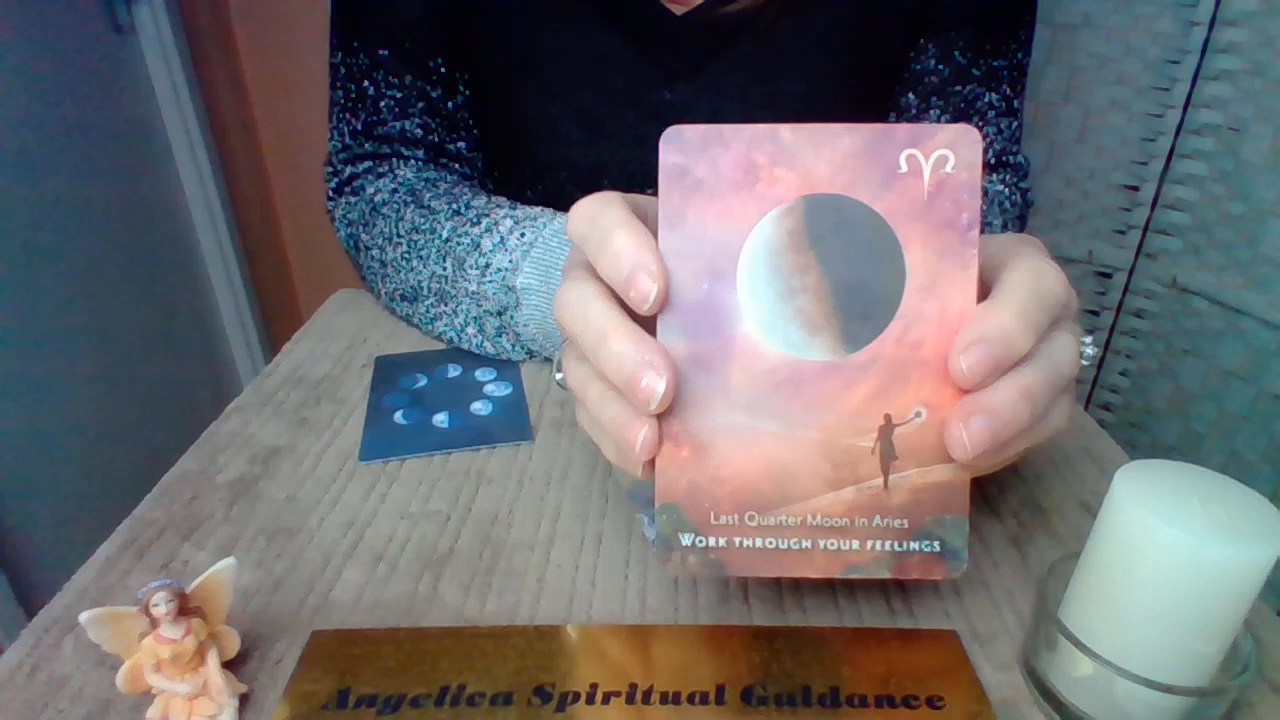 Last Quarter Moon in Aries
WORK THROUGH YOUR FEELINGS
Angelica Spiritual Guidance